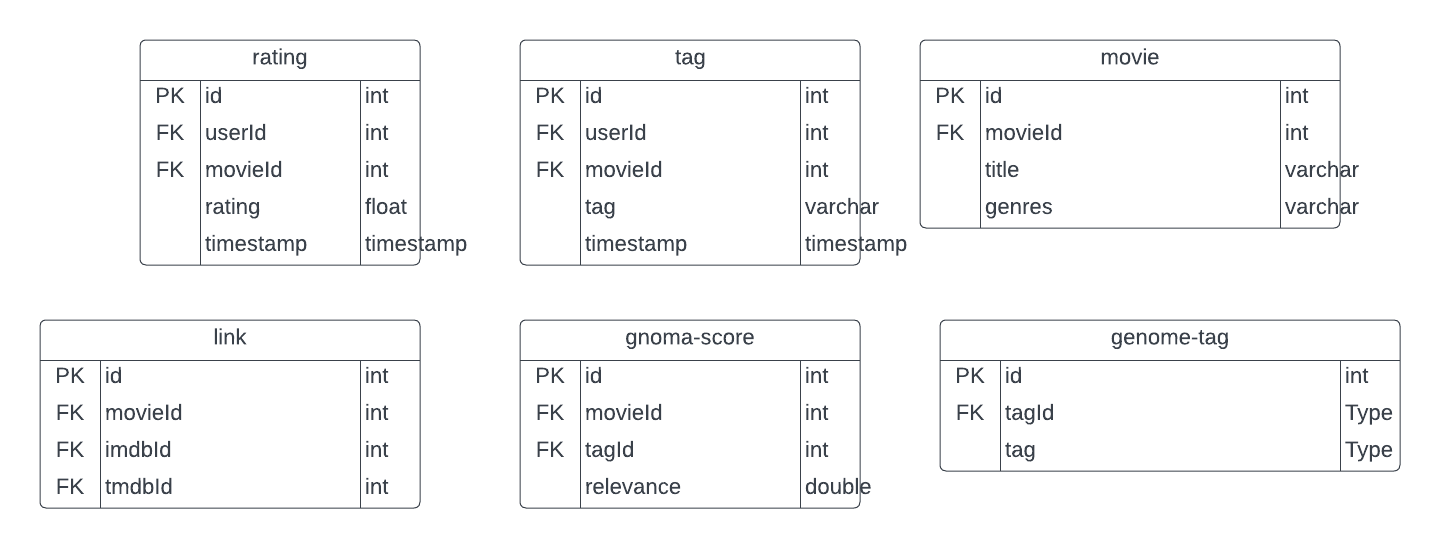 rating
PK id int
FK userId int
FK movieId int
rating float
timestamp timestamp
tag
PK id int
FK userId int
FK movieId int
tag varchar
timestamp timestamp
movie
PK id int
FK movieId int
title varchar
genres varchar
link
PK id int
FK movieId int
FK imdbId int
FK tmdbId int
gnoma-score
PK id int
FK movieId int
FK tagId int
relevance double
genome-tag
PK id int
FK tagId Type
tag Type